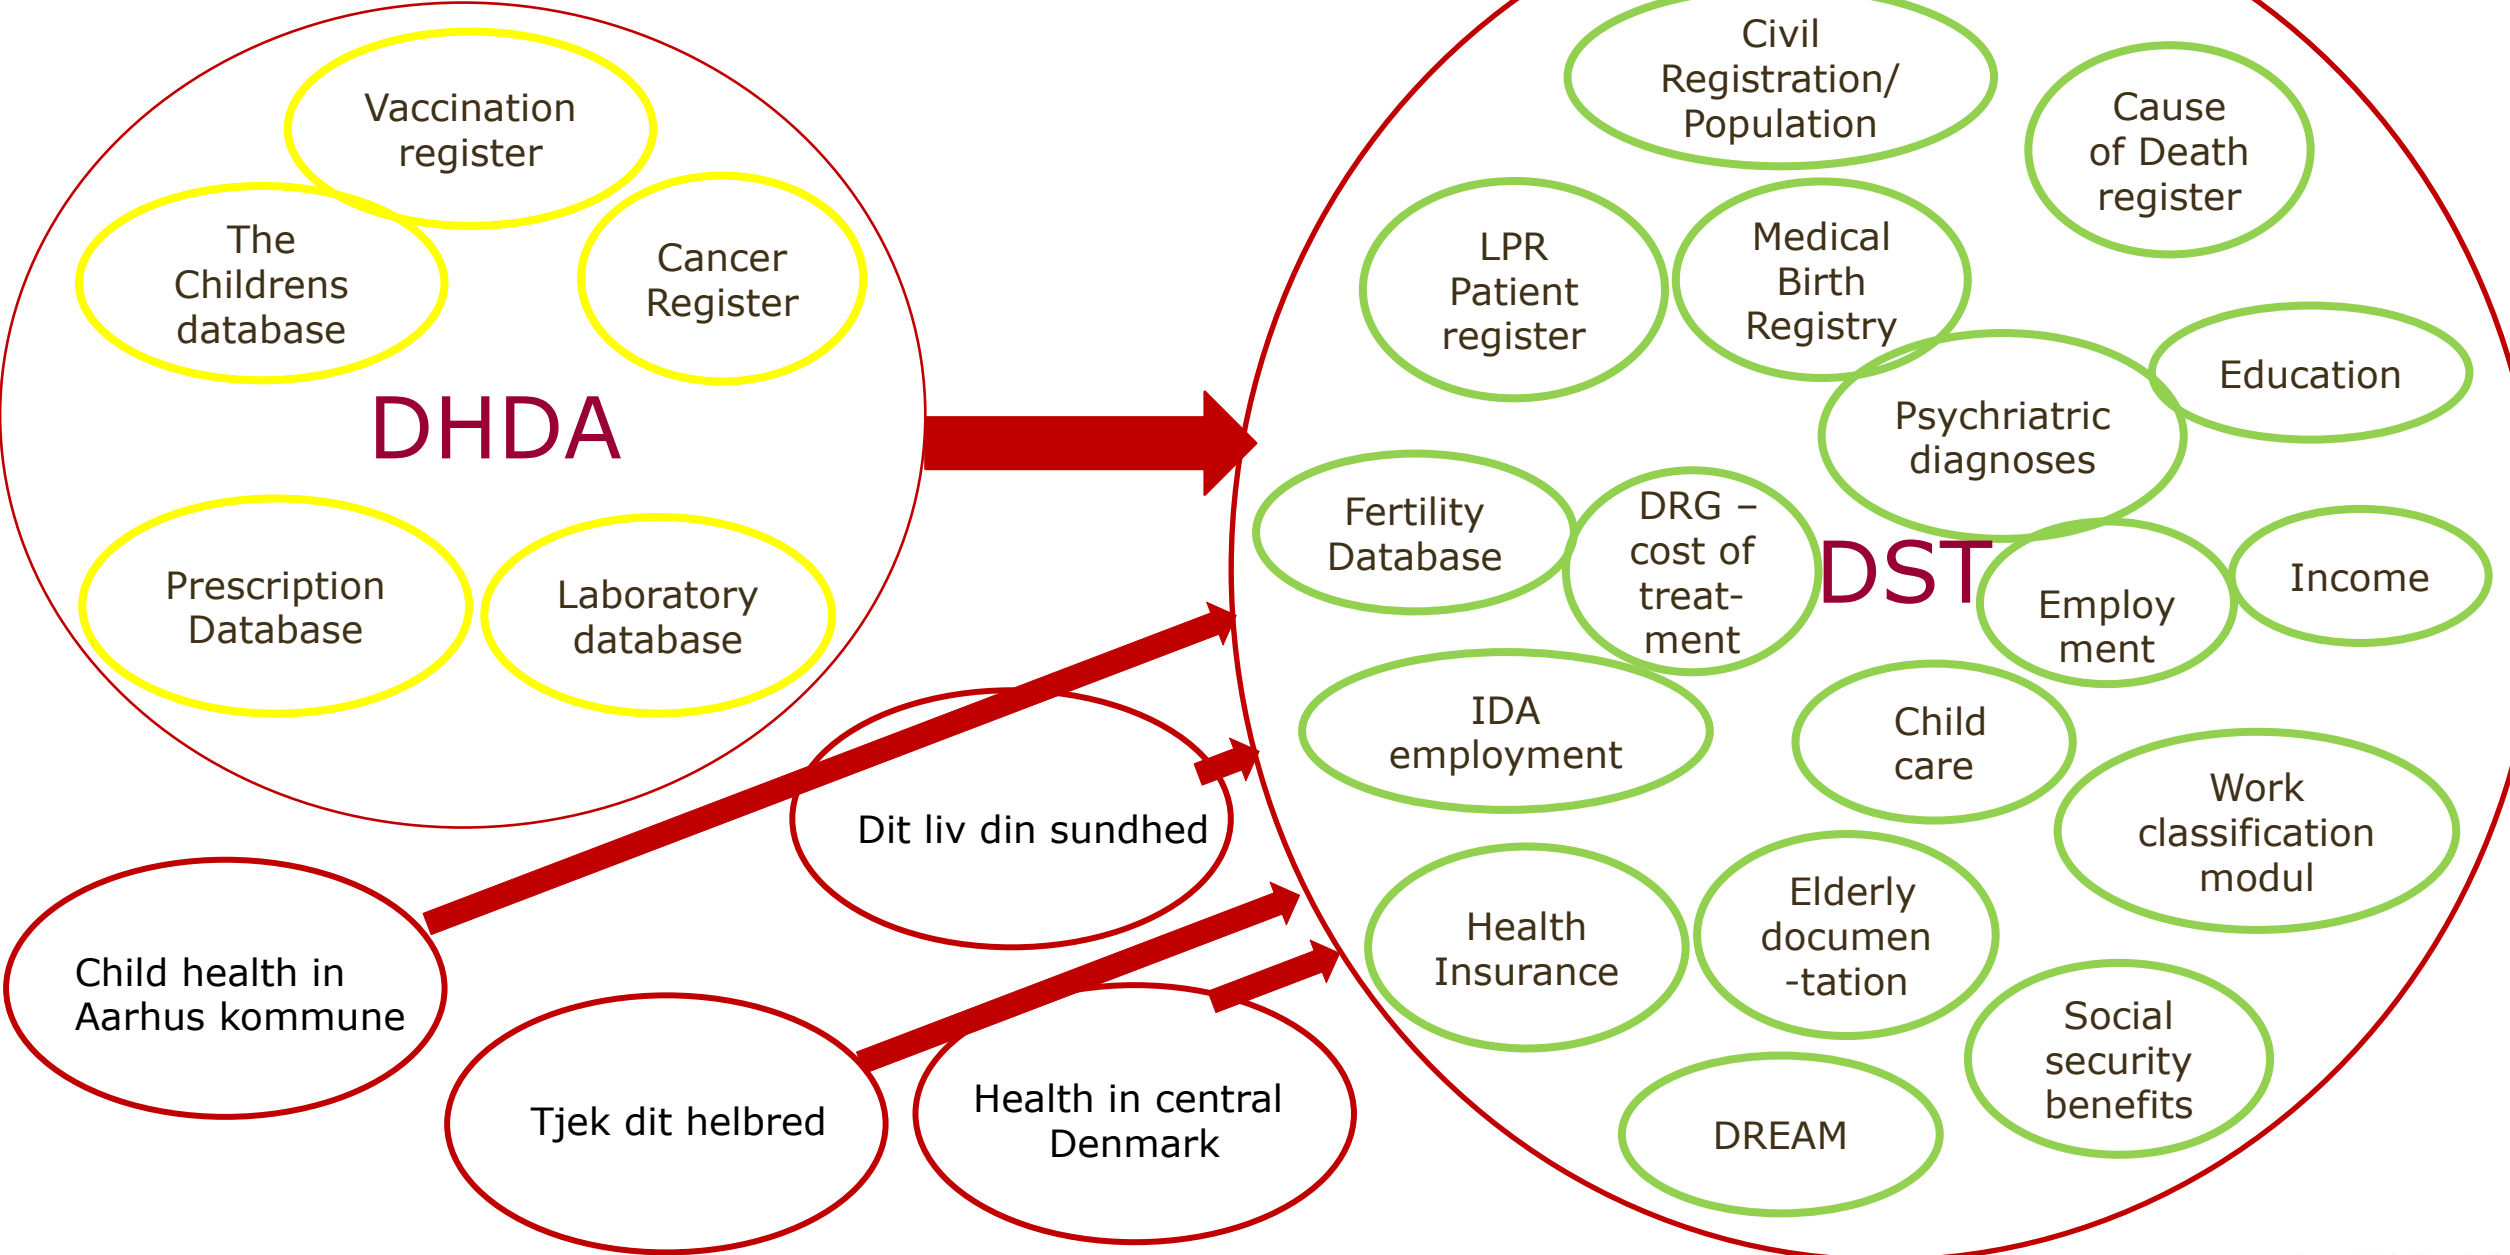 Vaccination
register
The
Childrens
database
Cancer
Register
DHDA
Prescription
Database
Laboratory
database
Child health in
Aarhus kommune
Dit liv din sundhed
Tjek dit helbred
Health in central
Denmark
Civil
Registration/
Population
Cause
of Death
register
LPR
Patient
register
Medical
Birth
Registry
Psychriatric
diagnoses
Education
Fertility
Database
DRG –
cost of
treat-
ment
DST
Employ
ment
Income
IDA
employment
Child
care
Work
classification
modul
Health
Insurance
Elderly
documen
-tation
Social
security
benefits
DREAM